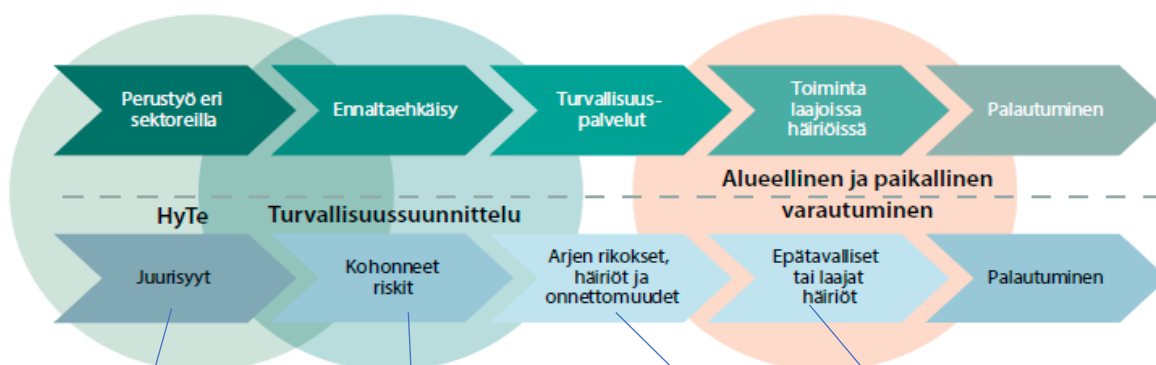 Perustyö eri
sektoreilla
Ennaltaehkäisy
Turvallisuus-
palvelut
Toiminta
laajoissa
häiriöissä
Palautuminen
HyTe
Turvallisuussuunnittelu
Alueellinen ja paikallinen
varautuminen
Juurisyyt
Kohonneet
riskit
Arjen rikokset,
häiriöt ja
onnettomuudet
Epätavalliset
tai laajat
häiriöt
Palautuminen